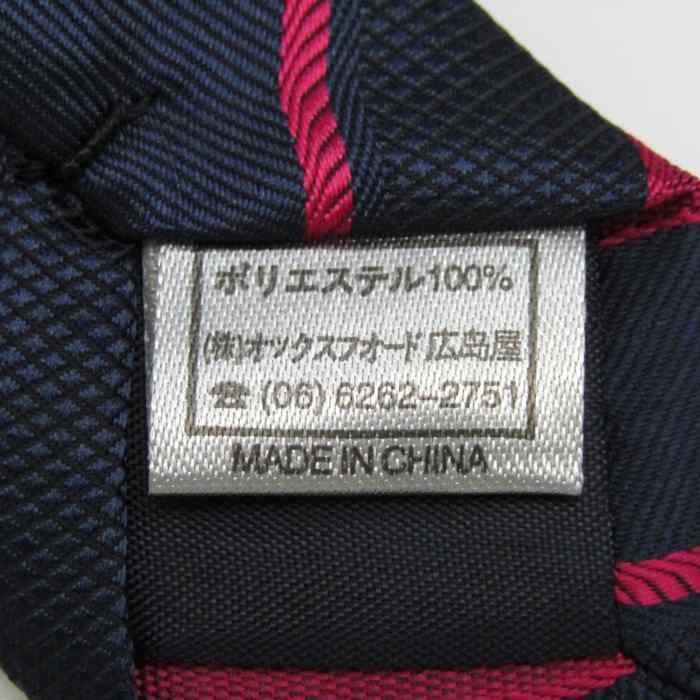 ポリエステル100%
(株)オックスフオード広島屋
☎ (06) 6262-2751
MADE IN CHINA